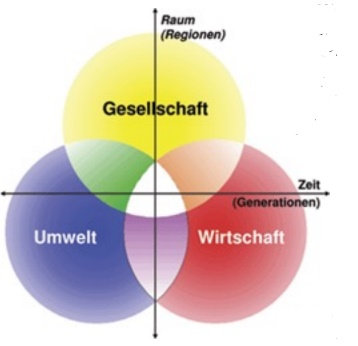 Raum
(Regionen)
Gesellschaft
Zeit
(Generationen)
Umwelt
Wirtschaft